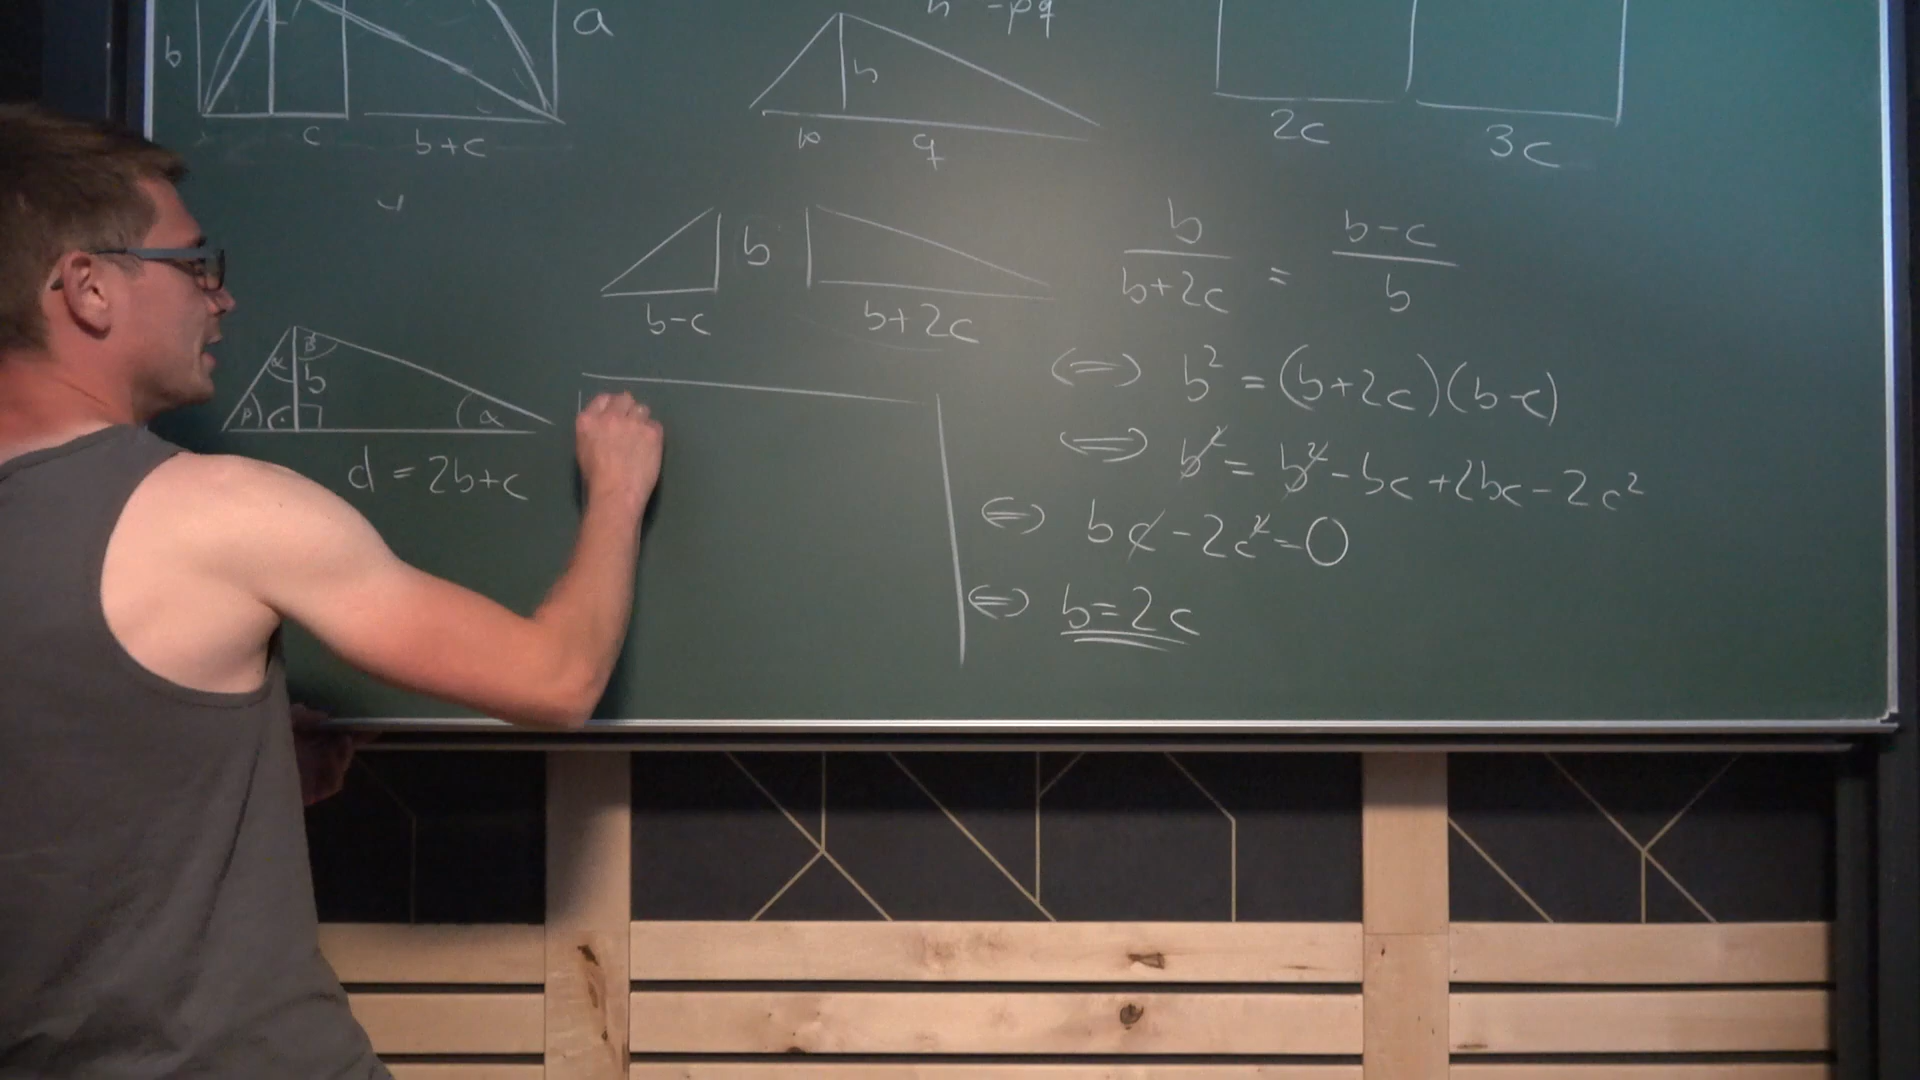 b
a
c
b+c
h
q
2c
3c
b
b-c
b+2c
b/(b+2c) = (b-c)/b
⇔ b² = (b+2c)(b-c)
⇔ b² = b² - bc + 2bc - 2c²
⇔ bc - 2c² = 0
⇔ b = 2c
α β
b
β α
d = 2b+c